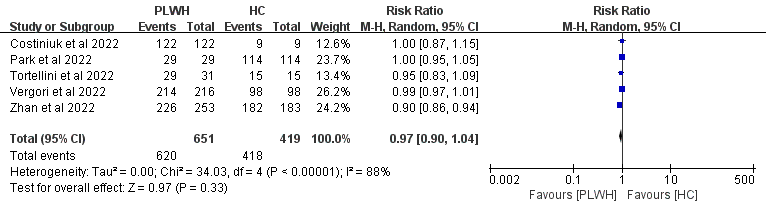 PLWH HC Risk Ratio Risk Ratio
Study or Subgroup Events Total Events Total Weight M-H, Random, 95% CI M-H, Random, 95% CI
Costiniuk et al 2022 122 122 9 9 12.6% 1.00 [0.87, 1.15]
Park et al 2022 29 29 114 114 23.7% 1.00 [0.95, 1.05]
Tortellini et al 2022 29 31 15 15 13.4% 0.95 [0.83, 1.09]
Vergori et al 2022 214 216 98 98 26.2% 0.99 [0.97, 1.01]
Zhan et al 2022 226 253 182 183 24.2% 0.90 [0.86, 0.94]
Total (95% CI) 651 419 100.0% 0.97 [0.90, 1.04]
Total events 620 418
Heterogeneity: Tau² = 0.00; Chi² = 34.03, df = 4 (P < 0.00001); I² = 88%
Test for overall effect: Z = 0.97 (P = 0.33)
0.002 0.1 1 10 500
Favours [PLWH] Favours [HC]